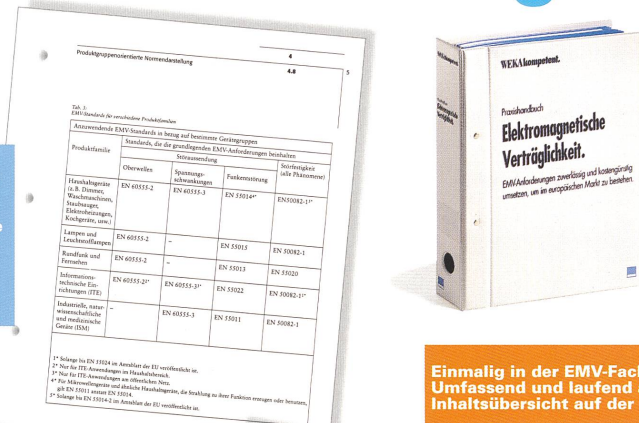 Produktgruppenorientierte Normendarstellung
4
4.8
5
Tab. 3:
EMV-Standards für verschiedene Produktfamilien
Anzuwendende EMV-Standards in bezug auf bestimmte Gerätegruppen
Produktfamilie
Standards, die die grundlegenden EMV-Anforderungen beinhalten
Störaussendung
Störfestigkeit
(alle Phänomene)
Oberwellen
Spannungs-
schwankungen
Funkentstörung
Haushaltsgeräte
(z.B. Dimmer,
Waschmaschinen,
Staubsauger,
Elektroheizungen,
Kochgeräte, usw.)
EN 60555-2
EN 60555-3
EN 55014⁴*
EN50082-1⁵*
Lampen und
Leuchtstofflampen
EN 60555-2
–
EN 55015
EN 50082-1
Rundfunk und
Fernsehen
EN 60555-2
–
EN 55013
EN 55020
Informations-
technische Ein-
richtungen (ITE)
EN 60555-2²*
EN 60555-3³*
EN 55022
EN 50082-1¹*
Industrielle, natur-
wissenschaftliche
und medizinische
Geräte (ISM)
–
EN 60555-3
EN 55011
EN 50082-1
1* Solange bis EN 55024 im Amtsblatt der EU veröffentlicht ist.
2* Nur für ITE-Anwendungen im Haushaltsbereich.
3* Nur für ITE-Anwendungen am öffentlichen Netz.
4* Für Mikrowellengeräte und ähnliche Haushaltsgeräte, die Strahlung zu ihrer Funktion erzeugen oder benutzen,
gilt EN 55011 anstatt EN 55014.
5* Solange bis EN 55014-2 im Amtsblatt der EU veröffentlicht ist.
WEKAkompetent.
Praxishandbuch
Elektromagnetische
Verträglichkeit.
EMV-Anforderungen zuverlässig und kostengünstig
umsetzen, um im europäischen Markt zu bestehen.
Einmalig in der EMV-Fach
Umfassend und laufend
Inhaltsübersicht auf der